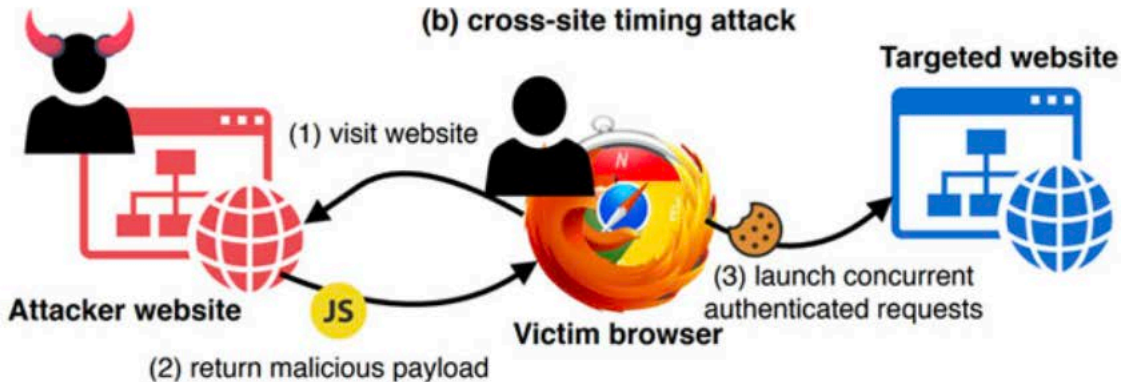 (b) cross-site timing attack
Targeted website
(1) visit website
N
JS
(3) launch concurrent
authenticated requests
Attacker website
Victim browser
(2) return malicious payload